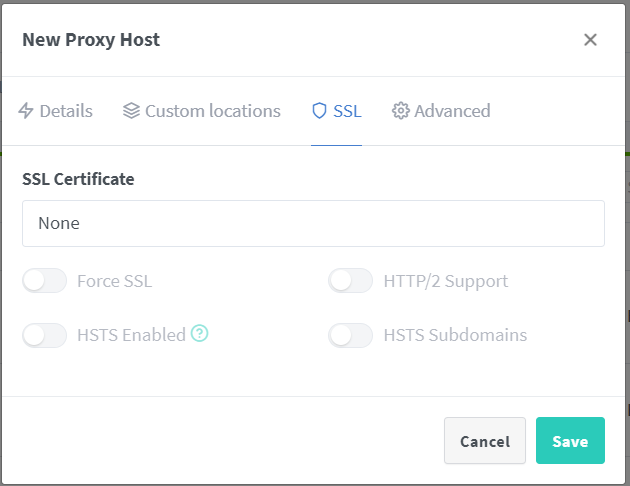 New Proxy Host
Details Custom locations SSL Advanced
SSL Certificate
None
Force SSL HTTP/2 Support
HSTS Enabled HSTS Subdomains
Cancel Save